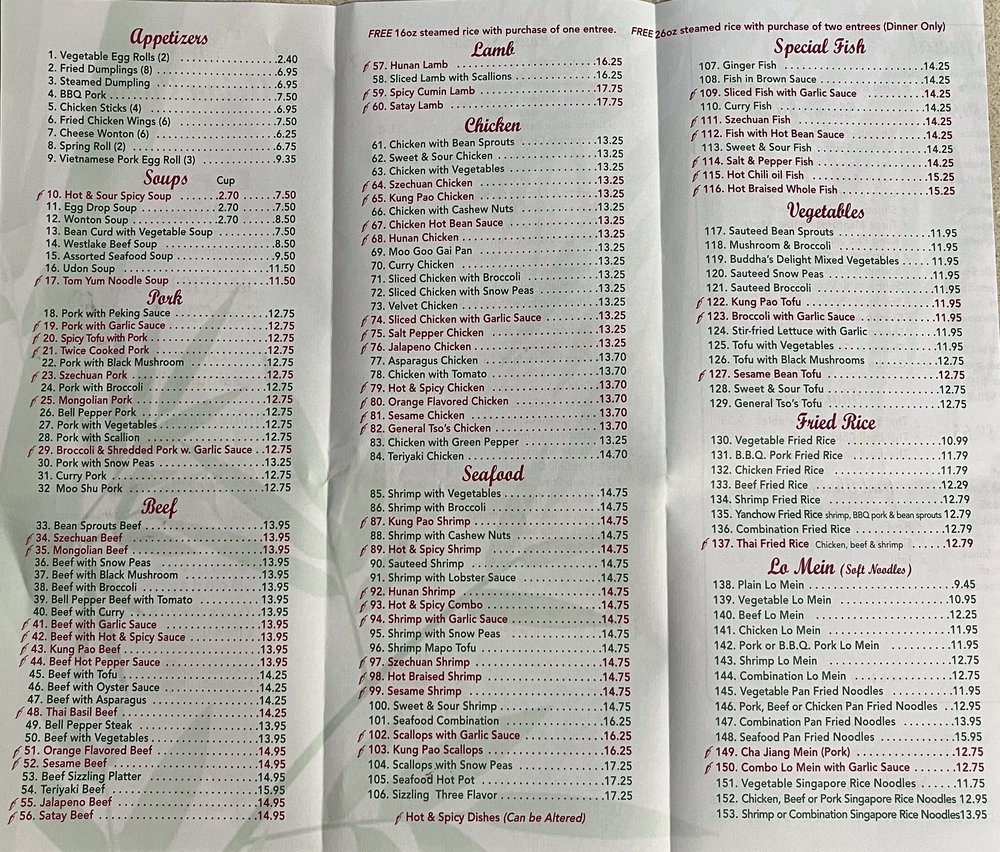 Appetizers
1. Vegetable Egg Rolls (2) ..................2.40
2. Fried Dumplings (8) ..................6.95
3. Steamed Dumpling ..................6.95
4. BBQ Pork ..................7.50
5. Chicken Sticks (4) ..................6.95
6. Fried Chicken Wings (6) ..................7.50
7. Cheese Wonton (6) ..................6.25
8. Spring Roll (2) ..................6.75
9. Vietnamese Pork Egg Roll (3) ..................9.35
Soups Cup
10. Hot & Sour Spicy Soup .......2.70 .......7.50
11. Egg Drop Soup .......2.70 .......7.50
12. Wonton Soup .......2.70 .......8.50
13. Bean Curd with Vegetable Soup .......7.50
14. Westlake Beef Soup .......8.50
15. Assorted Seafood Soup .......9.50
16. Udon Soup .......11.50
17. Tom Yum Noodle Soup .......11.50
Pork
18. Pork with Peking Sauce .......12.75
19. Pork with Garlic Sauce .......12.75
20. Spicy Tofu with Pork .......12.75
21. Twice Cooked Pork .......12.75
22. Pork with Black Mushroom .......12.75
23. Szechuan Pork .......12.75
24. Pork with Broccoli .......12.75
25. Mongolian Pork .......12.75
26. Bell Pepper Pork .......12.75
27. Pork with Vegetables .......12.75
28. Pork with Scallion .......12.75
29. Broccoli & Shredded Pork w. Garlic Sauce ..12.75
30. Pork with Snow Peas .......13.25
31. Curry Pork .......12.75
32 Moo Shu Pork .......12.75
Beef
33. Bean Sprouts Beef .......13.95
34. Szechuan Beef .......13.95
35. Mongolian Beef .......13.95
36. Beef with Snow Peas .......13.95
37. Beef with Black Mushroom .......13.95
38. Beef with Broccoli .......13.95
39. Bell Pepper Beef with Tomato .......13.95
40. Beef with Curry .......13.95
41. Beef with Garlic Sauce .......13.95
42. Beef with Hot & Spicy Sauce .......13.95
43. Kung Pao Beef .......13.95
44. Beef Hot Pepper Sauce .......13.95
45. Beef with Tofu .......14.25
46. Beef with Oyster Sauce .......14.25
47. Beef with Asparagus .......14.25
48. Thai Basil Beef .......14.25
49. Bell Pepper Steak .......13.95
50. Beef with Vegetables .......13.95
51. Orange Flavored Beef .......14.95
52. Sesame Beef .......14.95
53. Beef Sizzling Platter .......14.95
54. Teriyaki Beef .......15.95
55. Jalapeno Beef .......14.95
56. Satay Beef .......14.95
FREE 16oz steamed rice with purchase of one entree. FREE 26oz steamed rice with purchase of two entrees (Dinner Only)
Lamb
57. Hunan Lamb .......16.25
58. Sliced Lamb with Scallions .......16.25
59. Spicy Cumin Lamb .......17.75
60. Satay Lamb .......17.75
Chicken
61. Chicken with Bean Sprouts .......13.25
62. Sweet & Sour Chicken .......13.25
63. Chicken with Vegetables .......13.25
64. Szechuan Chicken .......13.25
65. Kung Pao Chicken .......13.25
66. Chicken with Cashew Nuts .......13.25
67. Chicken Hot Bean Sauce .......13.25
68. Hunan Chicken .......13.25
69. Moo Goo Gai Pan .......13.25
70. Curry Chicken .......13.25
71. Sliced Chicken with Broccoli .......13.25
72. Sliced Chicken with Snow Peas .......13.25
73. Velvet Chicken .......13.25
74. Sliced Chicken with Garlic Sauce .......13.25
75. Salt Pepper Chicken .......13.25
76. Jalapeno Chicken .......13.25
77. Asparagus Chicken .......13.70
78. Chicken with Tomato .......13.70
79. Hot & Spicy Chicken .......13.70
80. Orange Flavored Chicken .......13.70
81. Sesame Chicken .......13.70
82. General Tso's Chicken .......13.70
83. Chicken with Green Pepper .......13.25
84. Teriyaki Chicken .......14.70
Seafood
85. Shrimp with Vegetables .......14.75
86. Shrimp with Broccoli .......14.75
87. Kung Pao Shrimp .......14.75
88. Shrimp with Cashew Nuts .......14.75
89. Hot & Spicy Shrimp .......14.75
90. Sauteed Shrimp .......14.75
91. Shrimp with Lobster Sauce .......14.75
92. Hunan Shrimp .......14.75
93. Hot & Spicy Combo .......14.75
94. Shrimp with Garlic Sauce .......14.75
95. Shrimp with Snow Peas .......14.75
96. Shrimp Mapo Tofu .......14.75
97. Szechuan Shrimp .......14.75
98. Hot Braised Shrimp .......14.75
99. Sesame Shrimp .......14.75
100. Sweet & Sour Shrimp .......14.75
101. Seafood Combination .......16.25
102. Scallops with Garlic Sauce .......16.25
103. Kung Pao Scallops .......16.25
104. Scallops with Snow Peas .......17.25
105. Seafood Hot Pot .......17.25
106. Sizzling Three Flavor .......17.25
Hot & Spicy Dishes (Can be Altered)
Special Fish
107. Ginger Fish .......14.25
108. Fish in Brown Sauce .......14.25
109. Sliced Fish with Garlic Sauce .......14.25
110. Curry Fish .......14.25
111. Szechuan Fish .......14.25
112. Fish with Hot Bean Sauce .......14.25
113. Sweet & Sour Fish .......14.25
114. Salt & Pepper Fish .......14.25
115. Hot Chili oil Fish .......15.25
116. Hot Braised Whole Fish .......15.25
Vegetables
117. Sauteed Bean Sprouts .......11.95
118. Mushroom & Broccoli .......11.95
119. Buddha's Delight Mixed Vegetables ......11.95
120. Sauteed Snow Peas .......11.95
121. Sauteed Broccoli .......11.95
122. Kung Pao Tofu .......11.95
123. Broccoli with Garlic Sauce .......11.95
124. Stir-fried Lettuce with Garlic .......11.95
125. Tofu with Vegetables .......11.95
126. Tofu with Black Mushrooms .......12.75
127. Sesame Bean Tofu .......12.75
128. Sweet & Sour Tofu .......12.75
129. General Tso's Tofu .......12.75
Fried Rice
130. Vegetable Fried Rice .......10.99
131. B.B.Q. Pork Fried Rice .......11.79
132. Chicken Fried Rice .......11.79
133. Beef Fried Rice .......12.29
134. Shrimp Fried Rice .......12.79
135. Yanchow Fried Rice shrimp, BBQ pork & bean sprouts 12.79
136. Combination Fried Rice .......12.79
137. Thai Fried Rice Chicken, beef & shrimp ......12.79
Lo Mein (Soft Noodles)
138. Plain Lo Mein .......9.45
139. Vegetable Lo Mein .......10.95
140. Beef Lo Mein .......12.25
141. Chicken Lo Mein .......11.95
142. Pork or B.B.Q. Pork Lo Mein .......11.95
143. Shrimp Lo Mein .......12.75
144. Combination Lo Mein .......12.75
145. Vegetable Pan Fried Noodles .......11.95
146. Pork, Beef or Chicken Pan Fried Noodles ..12.95
147. Combination Pan Fried Noodles .......13.95
148. Seafood Pan Fried Noodles .......15.95
149. Cha Jiang Mein (Pork) .......12.75
150. Combo Lo Mein with Garlic Sauce .......12.75
151. Vegetable Singapore Rice Noodles .......11.75
152. Chicken, Beef or Pork Singapore Rice Noodles 12.95
153. Shrimp or Combination Singapore Rice Noodles13.95